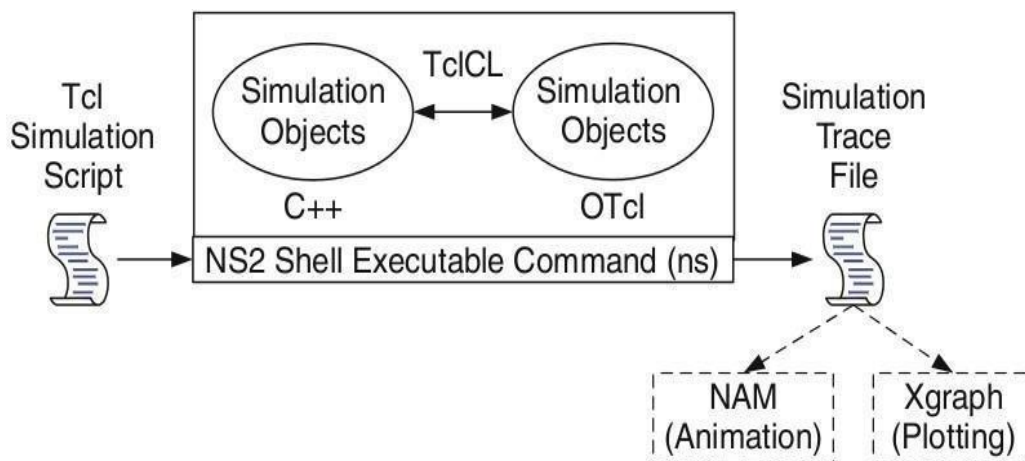 Tcl
Simulation
Script
TclCL
Simulation
Objects
C++
Simulation
Objects
OTcl
NS2 Shell Executable Command (ns)
Simulation
Trace
File
NAM
(Animation)
Xgraph
(Plotting)